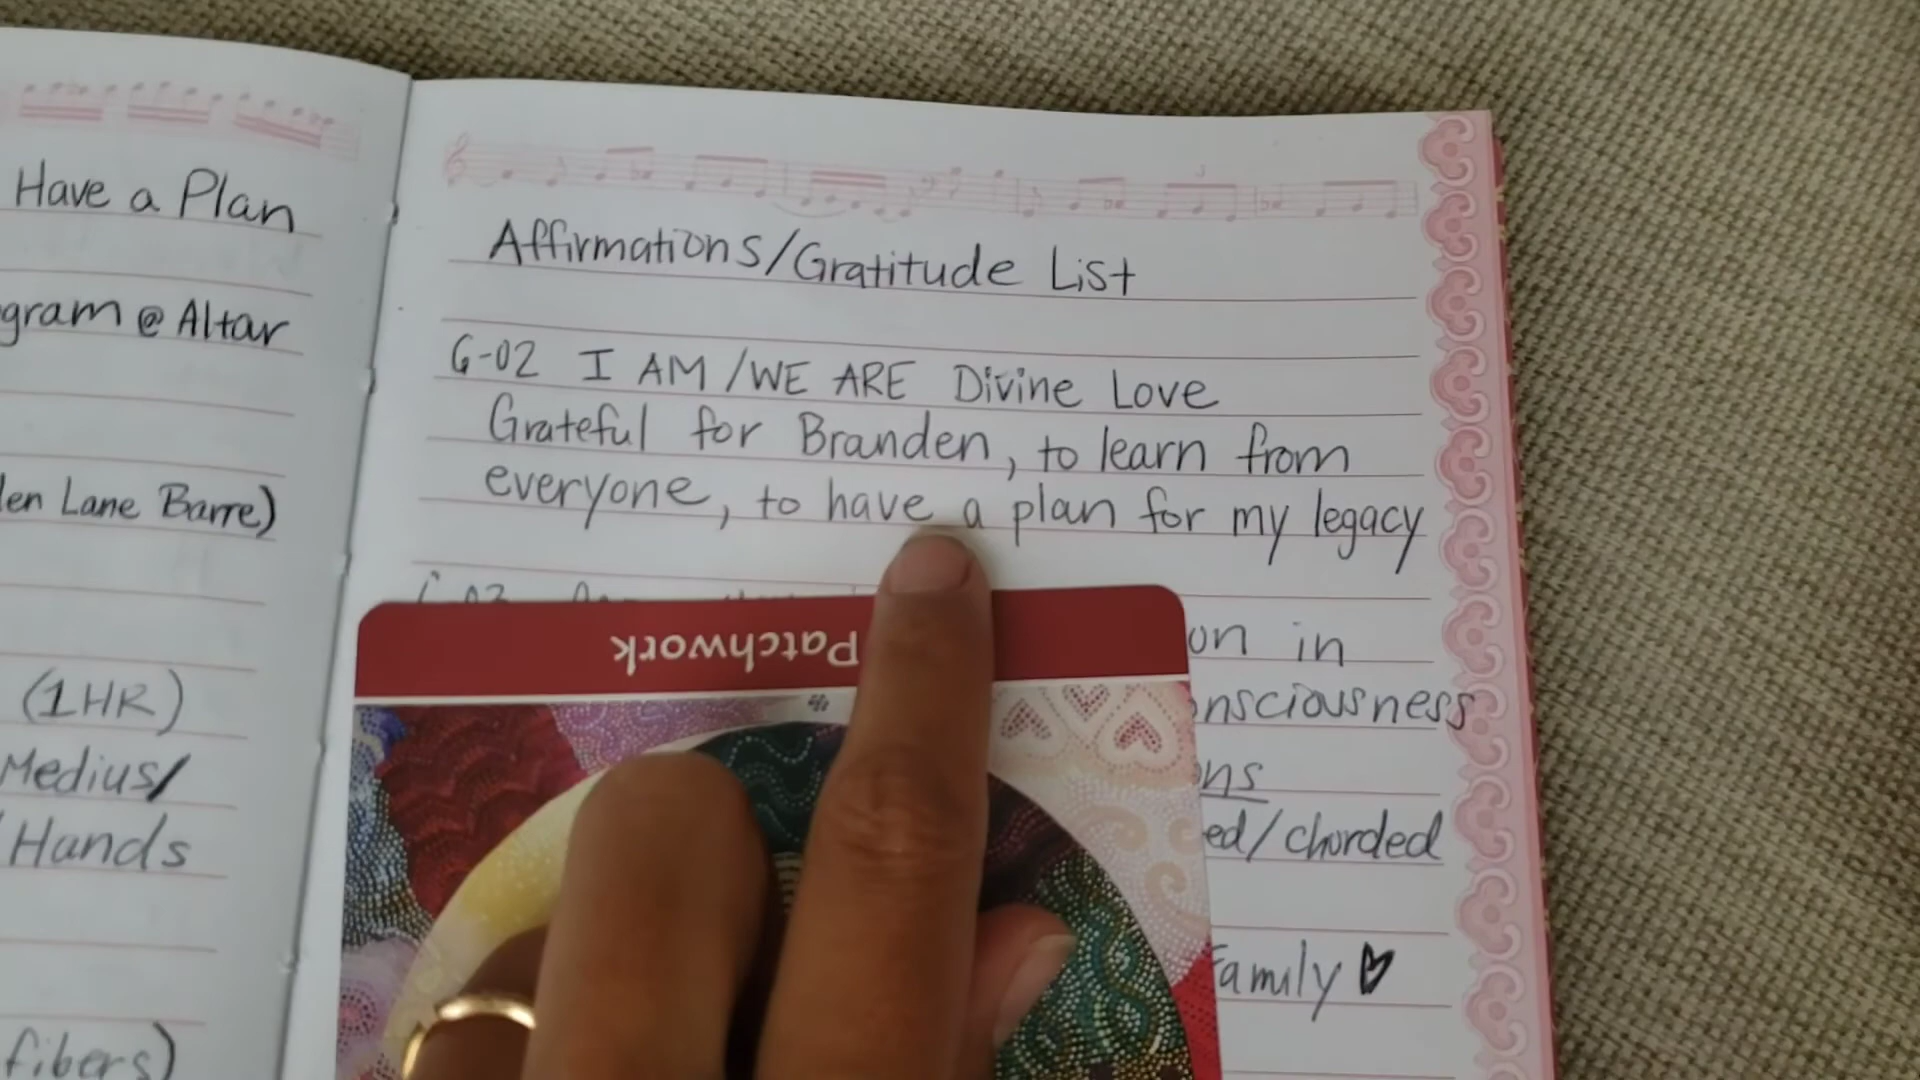 Have a Plan
gram @ Altar
len Lane Barre)
(1HR)
Medius/
Hands
fibers)
Affirmations/Gratitude List
6-02 I AM/WE ARE Divine Love
Grateful for Branden, to learn from
everyone, to have a plan for my legacy
on in
onsciousness
ons
ed/chorded
Family
Patchwork